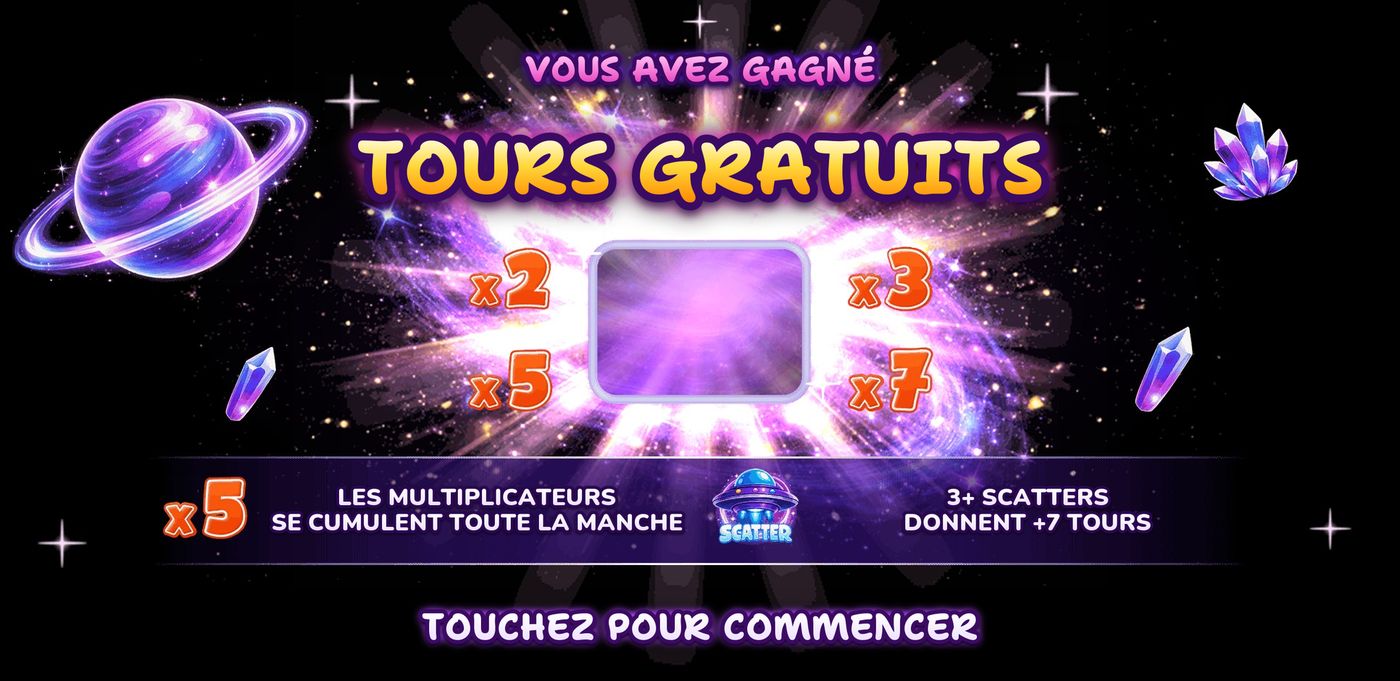 VOUS AVEZ GAGNÉ
TOURS GRATUITS
x2
x3
x5
x7
x5
LES MULTIPLICATEURS
SE CUMULENT TOUTE LA MANCHE
SCATTER
3+ SCATTERS
DONNENT +7 TOURS
TOUCHEZ POUR COMMENCER